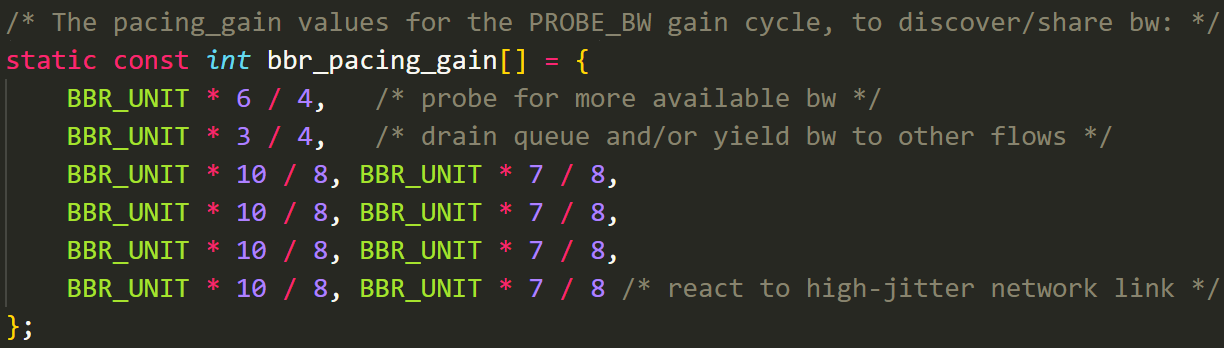 /* The pacing_gain values for the PROBE_BW gain cycle, to discover/share bw: */
static const int bbr_pacing_gain[] = {
    BBR_UNIT * 6 / 4,   /* probe for more available bw */
    BBR_UNIT * 3 / 4,   /* drain queue and/or yield bw to other flows */
    BBR_UNIT * 10 / 8, BBR_UNIT * 7 / 8,
    BBR_UNIT * 10 / 8, BBR_UNIT * 7 / 8,
    BBR_UNIT * 10 / 8, BBR_UNIT * 7 / 8,
    BBR_UNIT * 10 / 8, BBR_UNIT * 7 / 8 /* react to high-jitter network link */
};